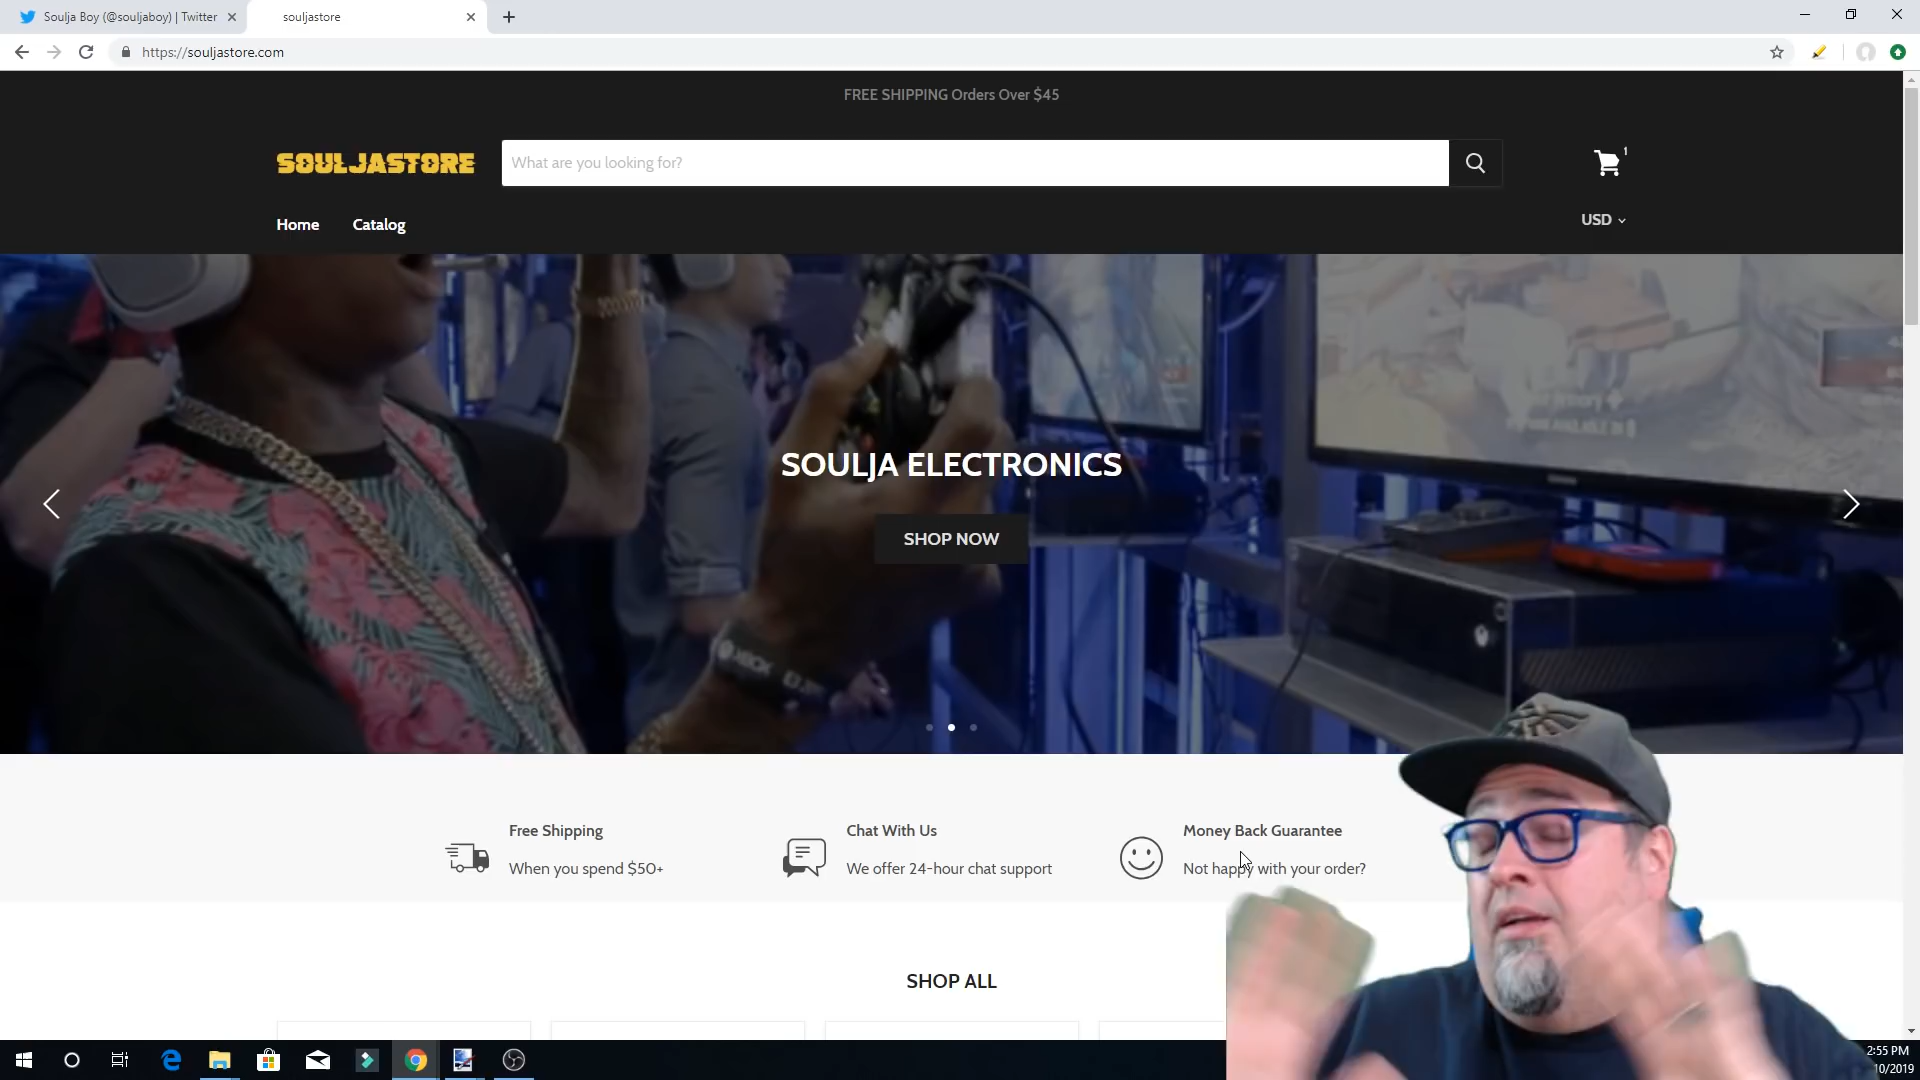 Soulja Boy (@souljaboy) | Twitter
souljastore
https://souljastore.com
FREE SHIPPING Orders Over $45
SOULJASTORE
What are you looking for?
1
Home
Catalog
USD
SOULJA ELECTRONICS
SHOP NOW
Free Shipping
When you spend $50+
Chat With Us
We offer 24-hour chat support
Money Back Guarantee
Not happy with your order?
SHOP ALL
2:55 PM
10/2019